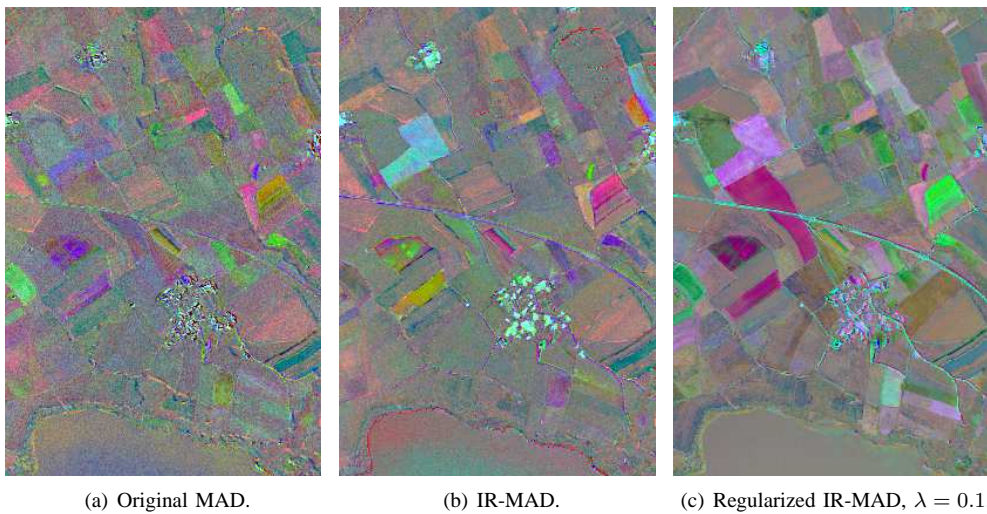 (a) Original MAD.
(b) IR-MAD.
(c) Regularized IR-MAD, λ = 0.1